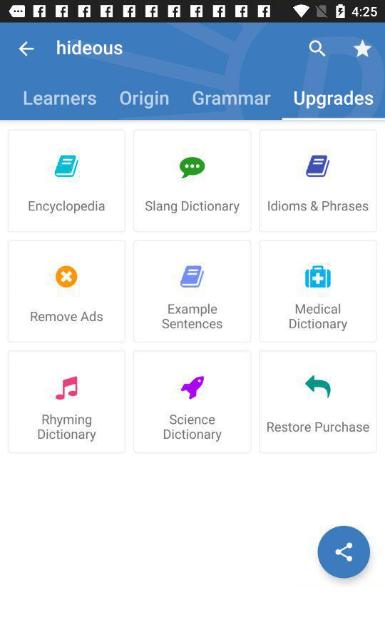 4:25
hideous
Learners Origin Grammar Upgrades
Encyclopedia Slang Dictionary Idioms & Phrases
Remove Ads Example Sentences Medical Dictionary
Rhyming Dictionary Science Dictionary Restore Purchase